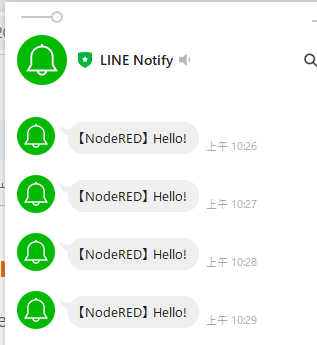 LINE Notify
【NodeRED】Hello!
上午 10:26
【NodeRED】Hello!
上午 10:27
【NodeRED】Hello!
上午 10:28
【NodeRED】Hello!
上午 10:29